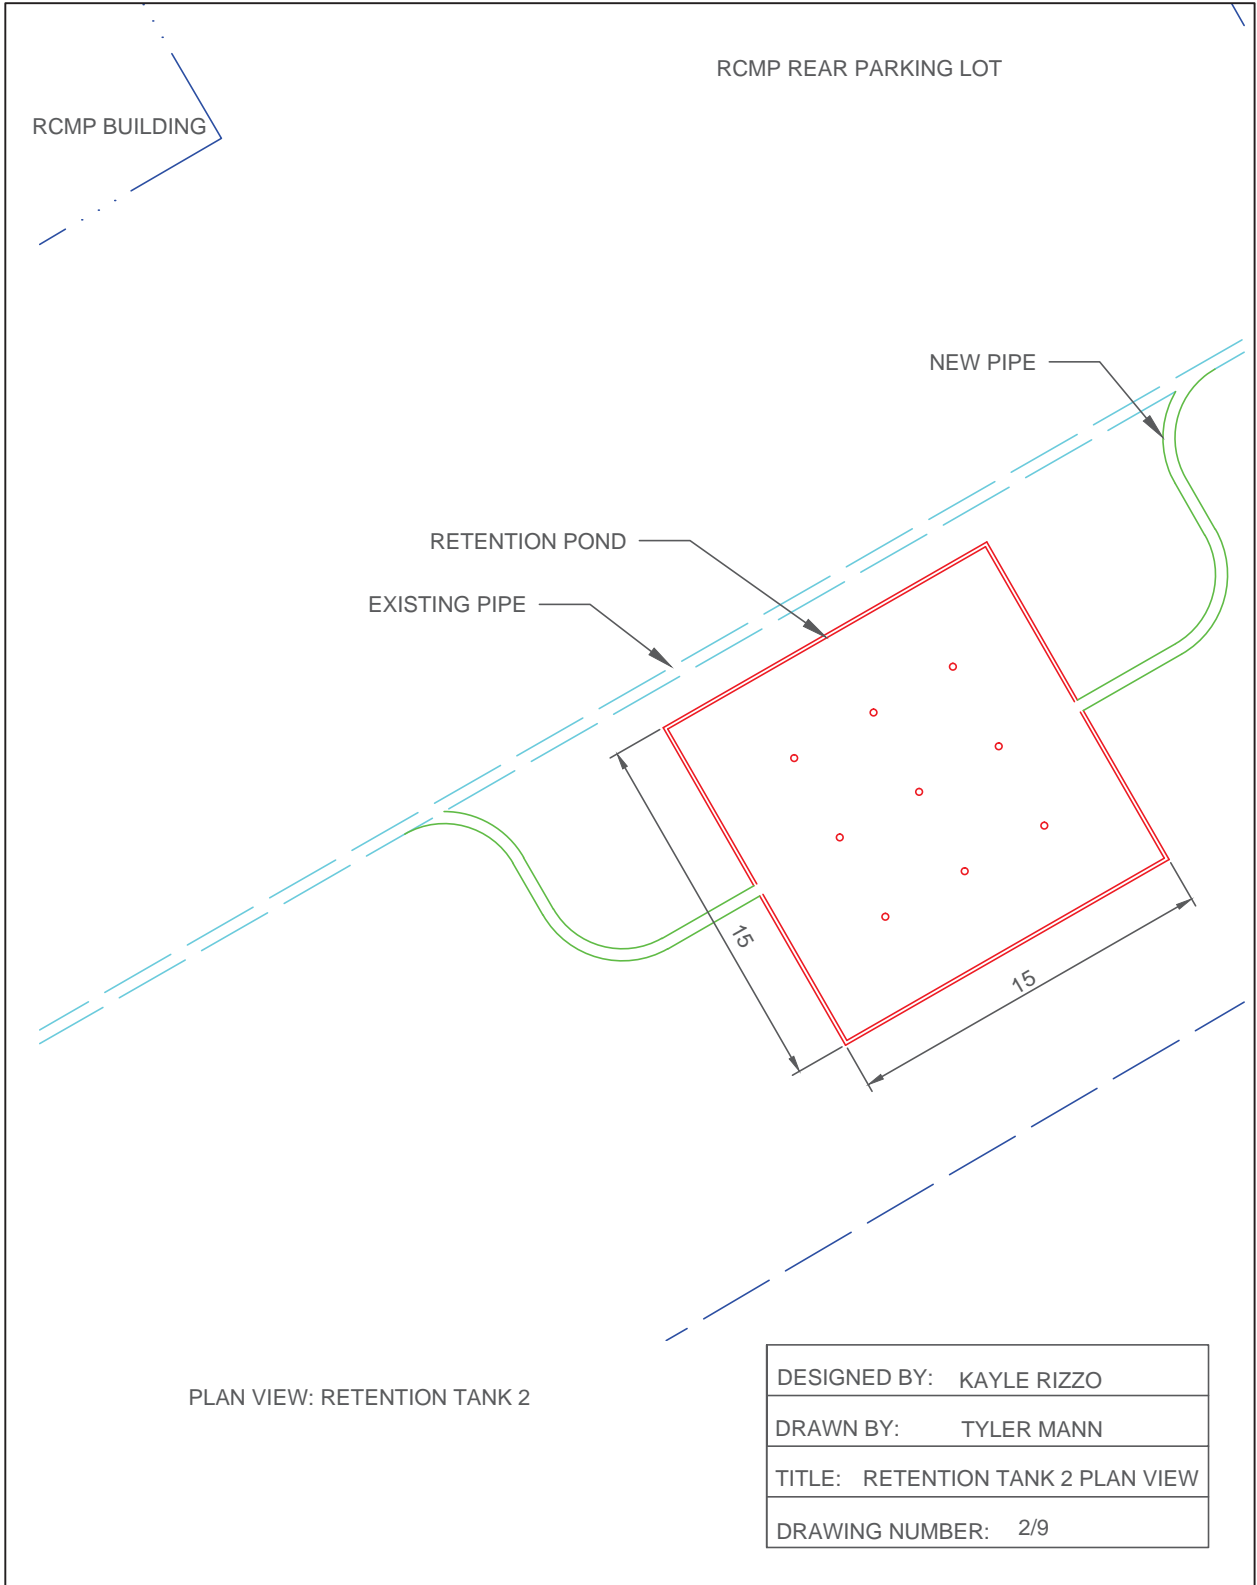 RCMP REAR PARKING LOT
RCMP BUILDING
NEW PIPE
RETENTION POND
EXISTING PIPE
15
15
PLAN VIEW: RETENTION TANK 2
DESIGNED BY: KAYLE RIZZO
DRAWN BY: TYLER MANN
TITLE: RETENTION TANK 2 PLAN VIEW
DRAWING NUMBER: 2/9